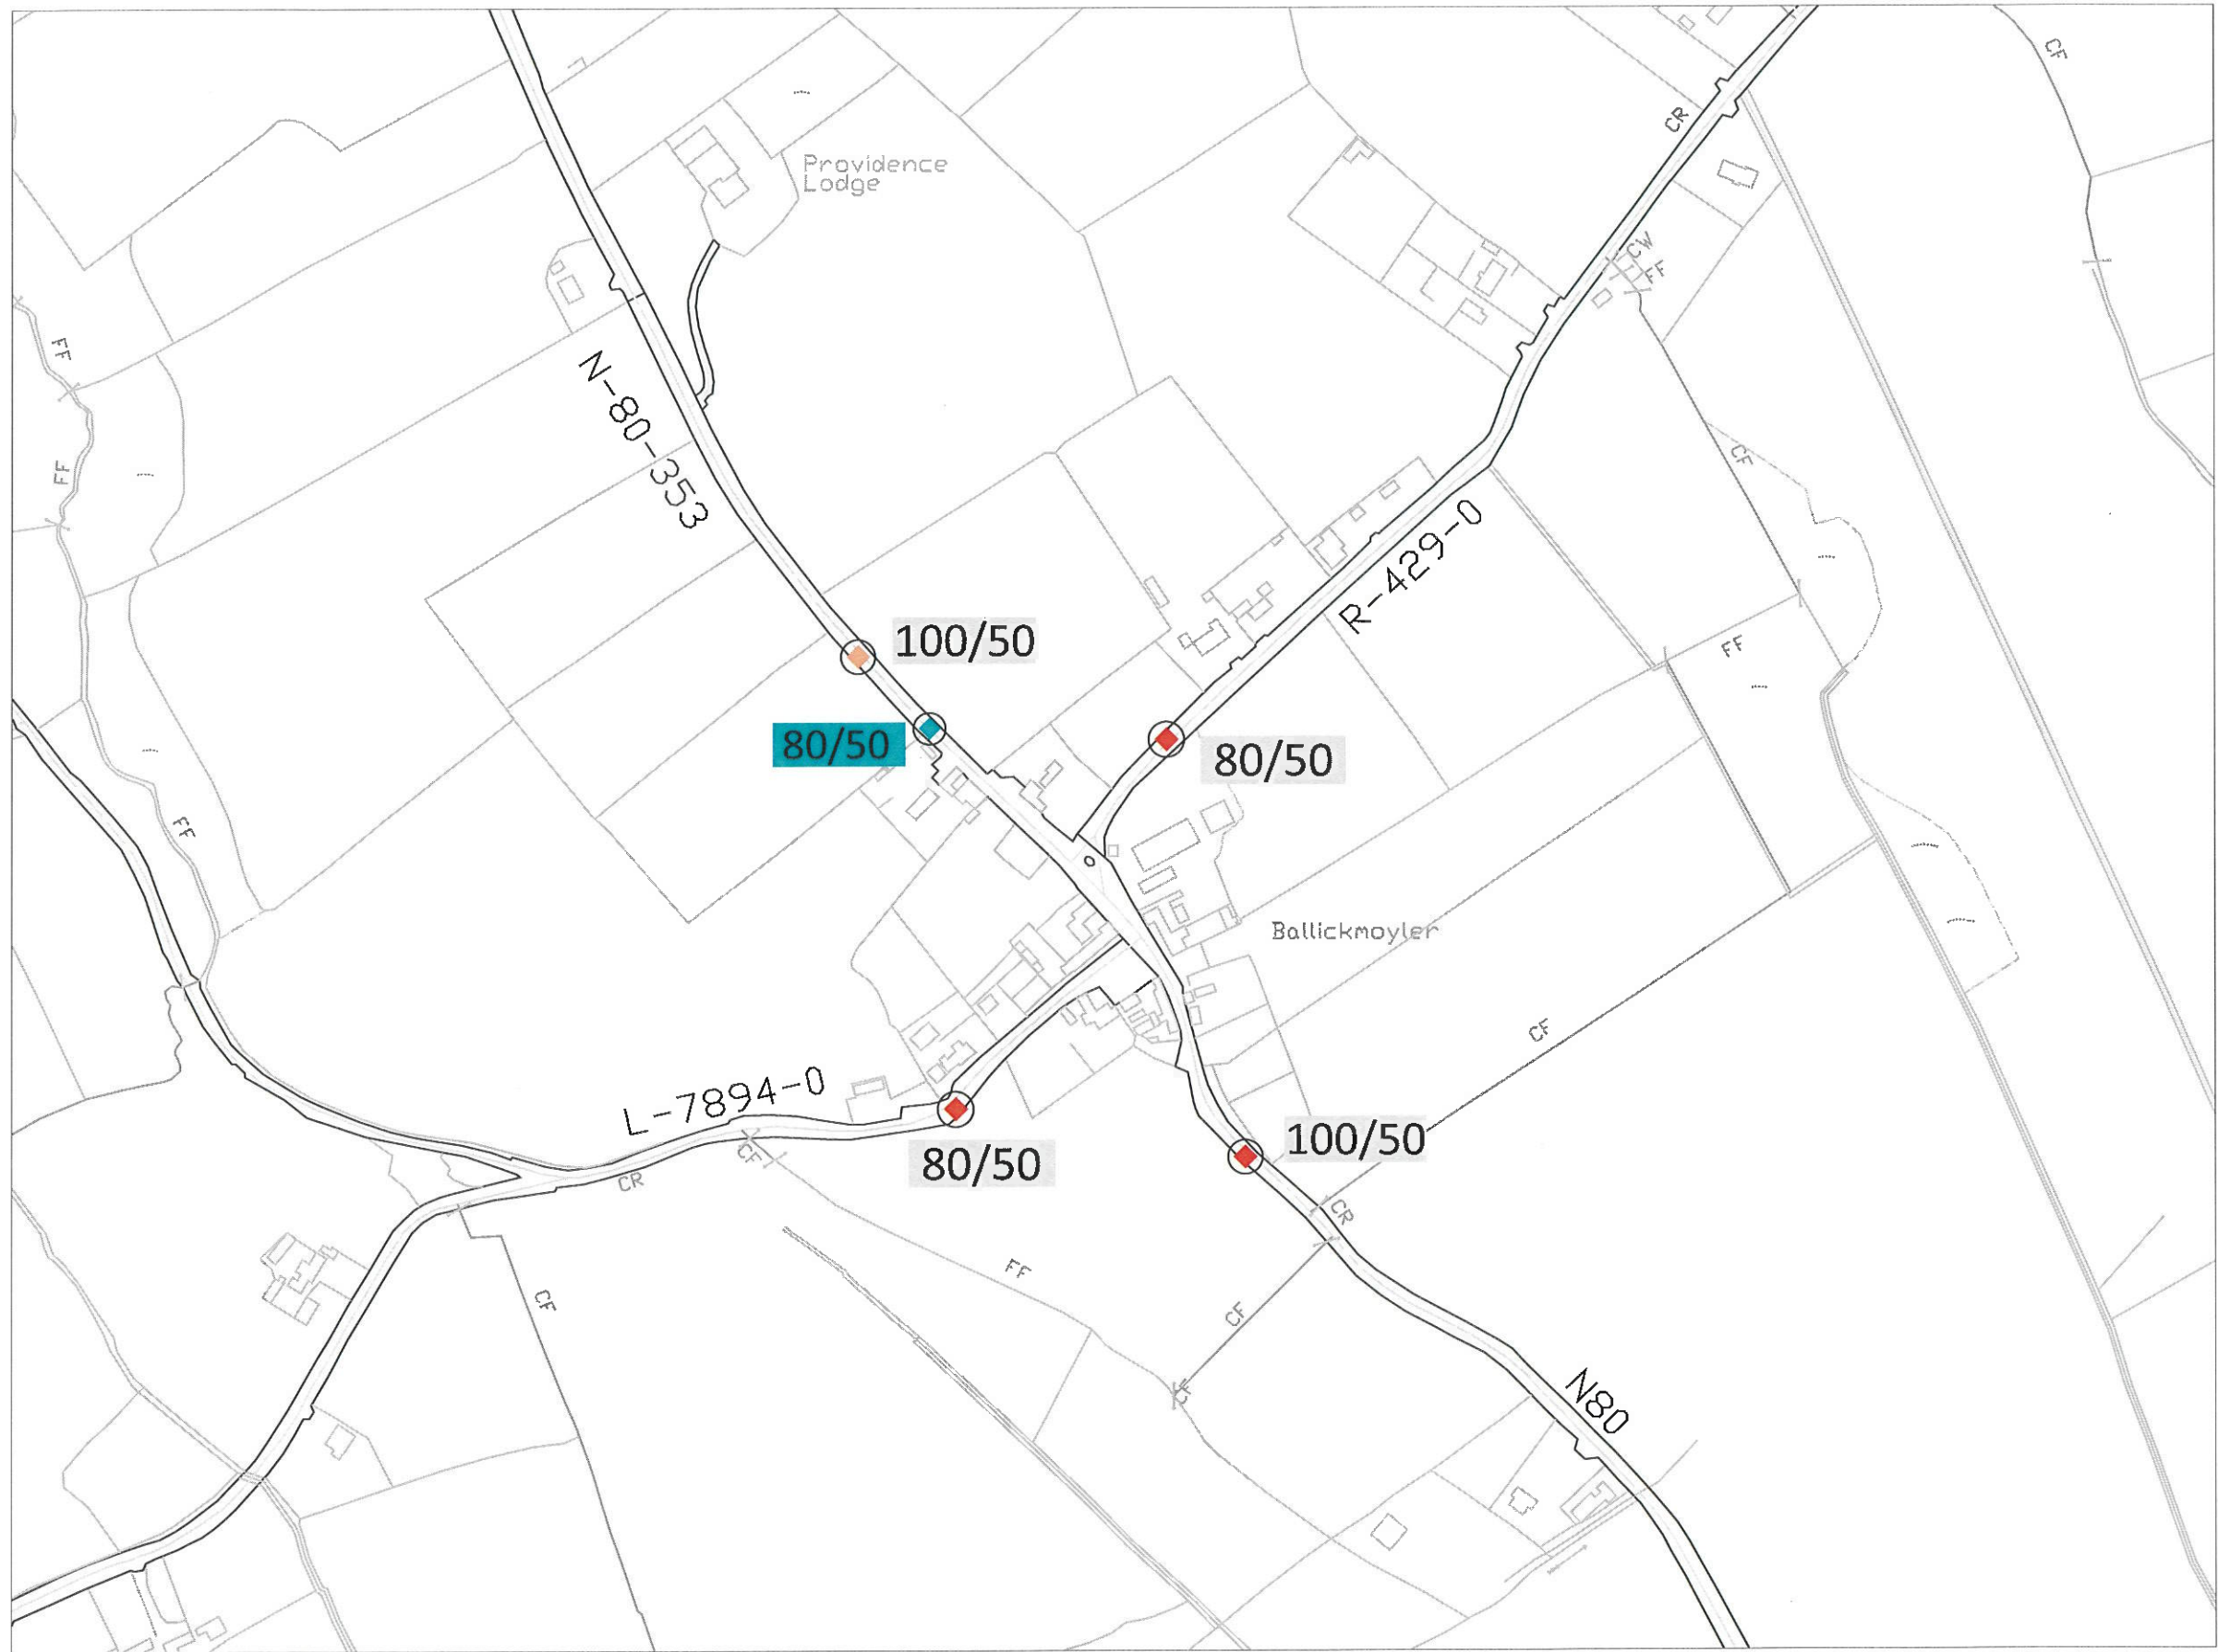 CF
CR
Providence
Lodge
CW
FF
FF
N-80-353
CF
FF
R-429-0
100/50
FF
80/50
80/50
FF
Ballickmoyler
CF
L-7894-0
100/50
CF
80/50
CR
CR
FF
CF
CF
CF
N80